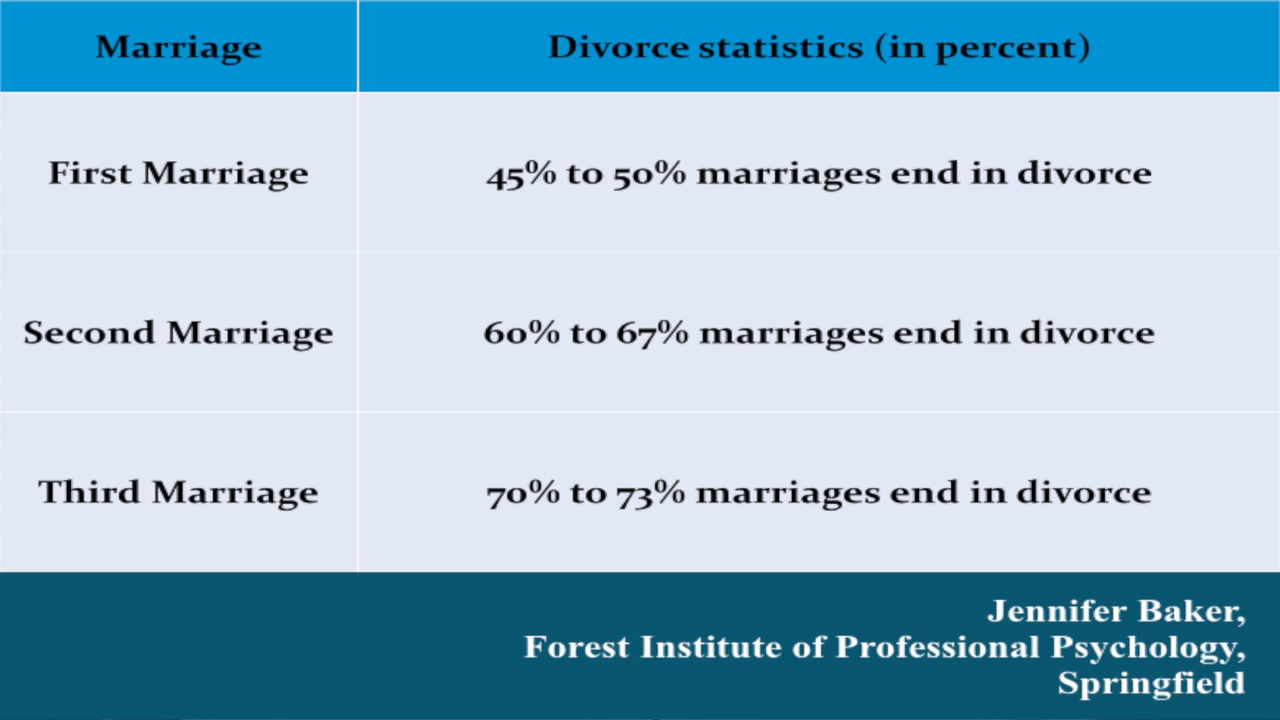 Marriage
Divorce statistics (in percent)
First Marriage
45% to 50% marriages end in divorce
Second Marriage
60% to 67% marriages end in divorce
Third Marriage
70% to 73% marriages end in divorce
Jennifer Baker,
Forest Institute of Professional Psychology,
Springfield